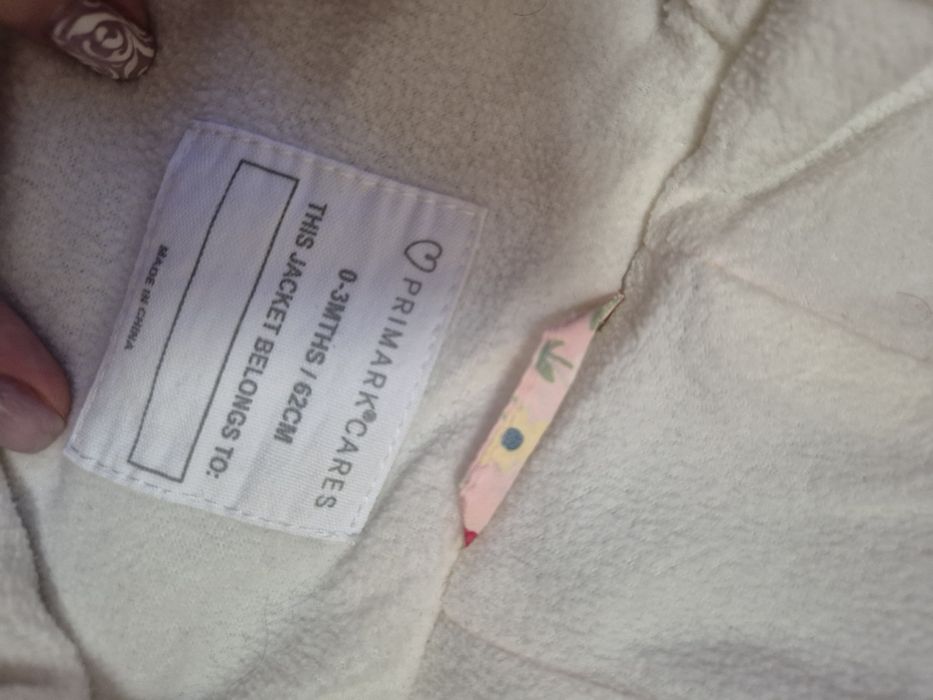 PRIMARK®CARES
0-3MTHS / 62CM
THIS JACKET BELONGS TO:
MADE IN CHINA